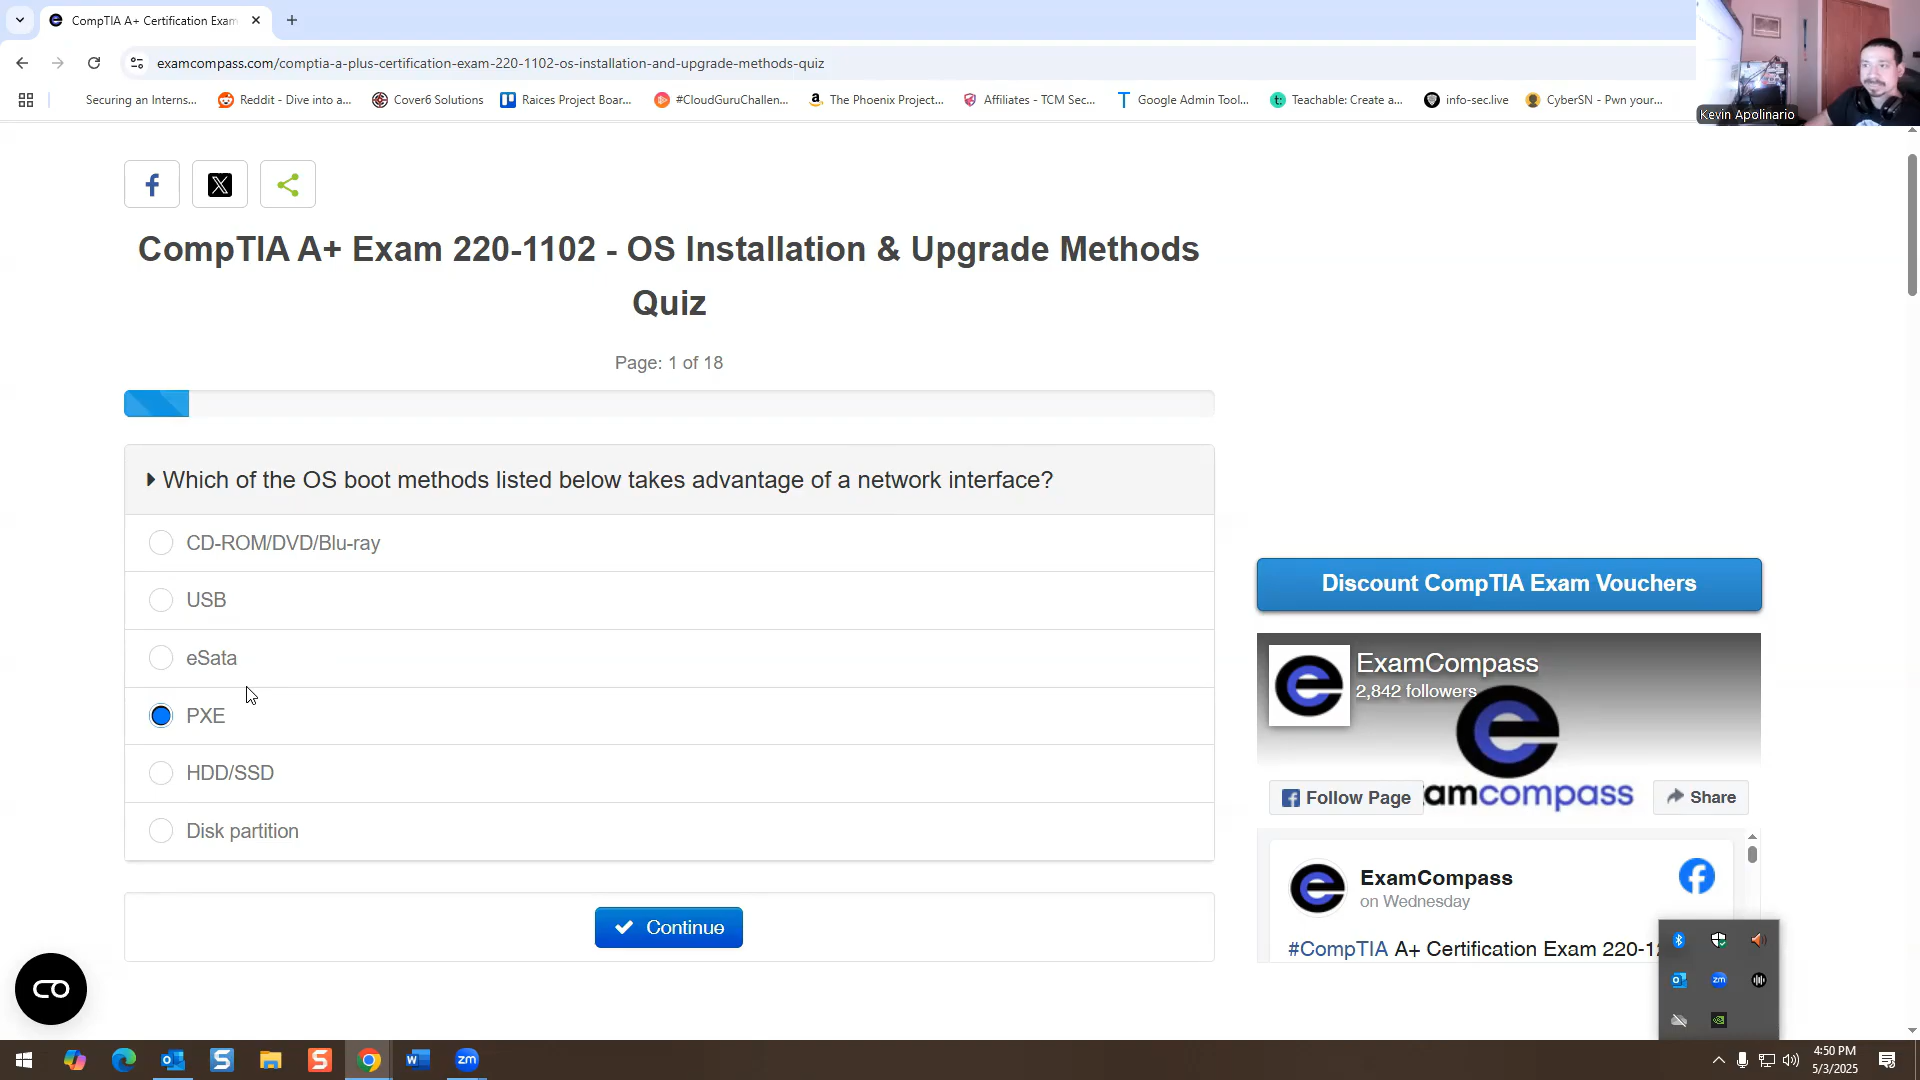 CompTIA A+ Certification Exam
examcompass.com/comptia-a-plus-certification-exam-220-1102-os-installation-and-upgrade-methods-quiz
Securing an Interns...
Reddit - Dive into a...
Cover6 Solutions
Raices Project Boar...
#CloudGuruChallen...
The Phoenix Project...
Affiliates - TCM Sec...
Google Admin Tool...
Teachable: Create a...
info-sec.live
CyberSN - Pwn your...
Kevin Apolinario
CompTIA A+ Exam 220-1102 - OS Installation & Upgrade Methods
Quiz
Page: 1 of 18
Which of the OS boot methods listed below takes advantage of a network interface?
CD-ROM/DVD/Blu-ray
USB
eSata
PXE
HDD/SSD
Disk partition
Continue
Discount CompTIA Exam Vouchers
ExamCompass
2,842 followers
Follow Page
amcompass
Share
ExamCompass
on Wednesday
#CompTIA A+ Certification Exam 220-1
zm
zm
4:50 PM
5/3/2025